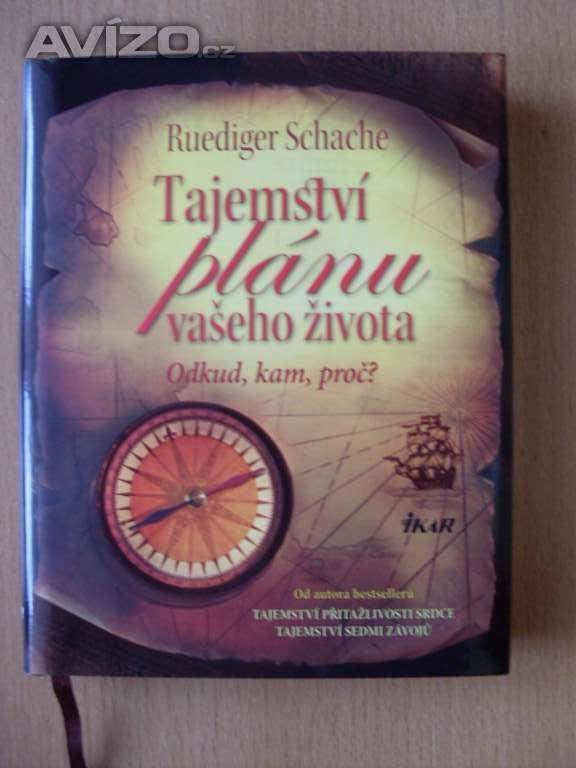 AVÍZO.cz
Ruediger Schache
Tajemství
plánu
vašeho života
Odkud, kam, proč?
IKAR
Od autora bestsellerů
TAJEMSTVÍ PŘITAŽLIVOSTI SRDCE
TAJEMSTVÍ SEDMI ZÁVOJŮ